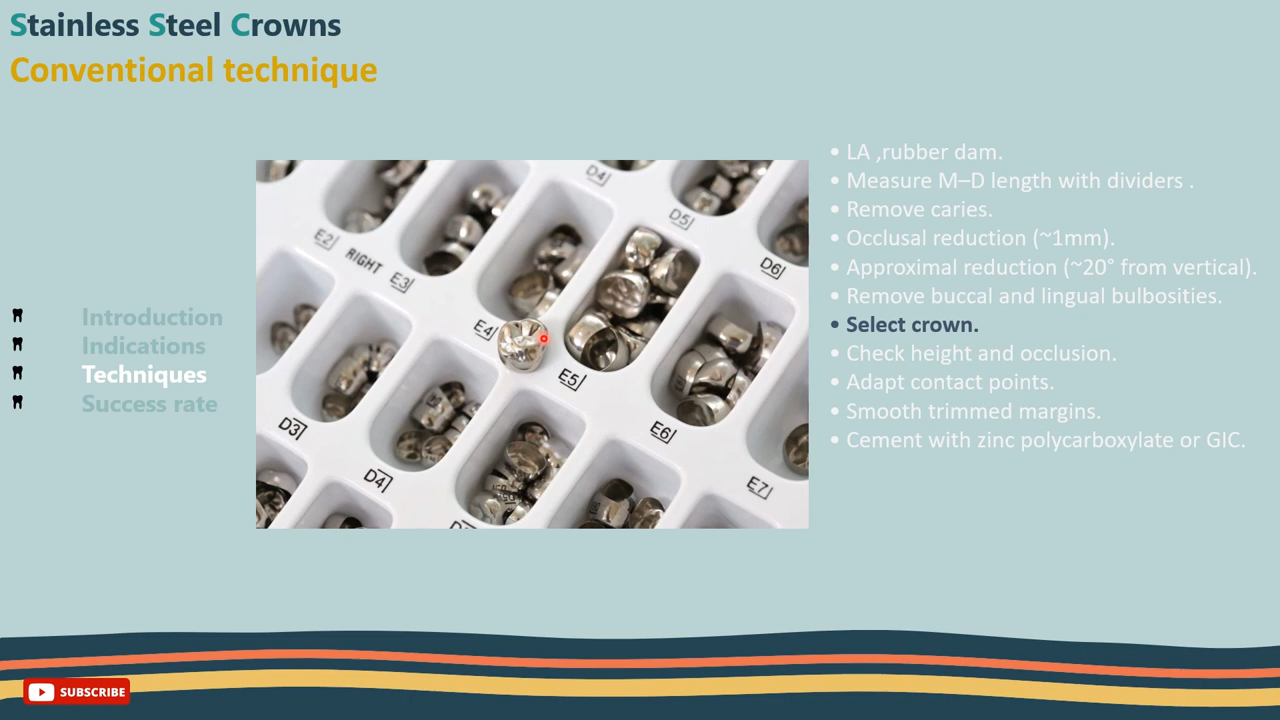 Stainless Steel Crowns
Conventional technique
• LA ,rubber dam.
• Measure M–D length with dividers .
• Remove caries.
• Occlusal reduction (~1mm).
• Approximal reduction (~20° from vertical).
• Remove buccal and lingual bulbosities.
• Select crown.
• Check height and occlusion.
• Adapt contact points.
• Smooth trimmed margins.
• Cement with zinc polycarboxylate or GIC.
Introduction
Indications
Techniques
Success rate
D4
D5
D6
E2
RIGHT
E3
E4
E5
E6
E7
D3
D4
SUBSCRIBE